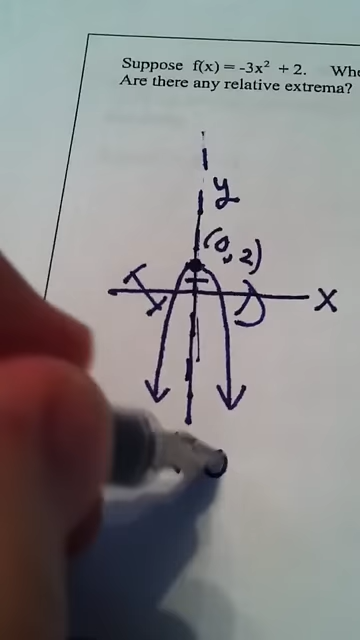 Suppose f(x) = -3x² + 2.
Are there any relative extrema?
y
(0, 2)
I
D
x